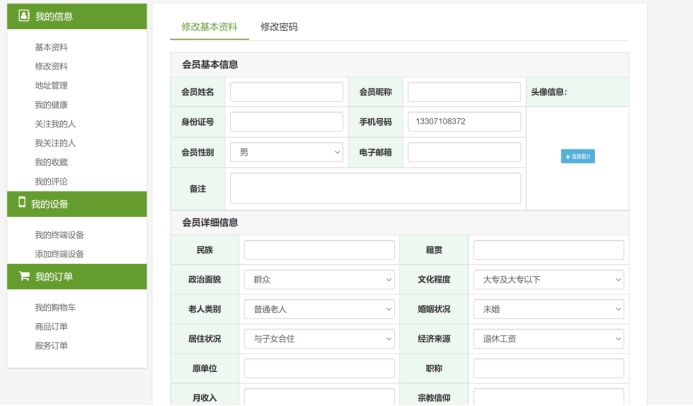 我的信息
基本资料
修改资料
地址管理
我的健康
关注我的人
我关注的人
我的收藏
我的评论
我的设备
我的终端设备
添加终端设备
我的订单
我的购物车
商品订单
服务订单
修改基本资料 修改密码
会员基本信息
会员姓名 会员昵称 头像信息:
身份证号 手机号码 13307108372
会员性别 男 电子邮箱
选择图片
备注
会员详细信息
民族 籍贯
政治面貌 群众 文化程度 大专及大专以下
老人类别 普通老人 婚姻状况 未婚
居住状况 与子女合住 经济来源 退休工资
原单位 职称
月收入 宗教信仰